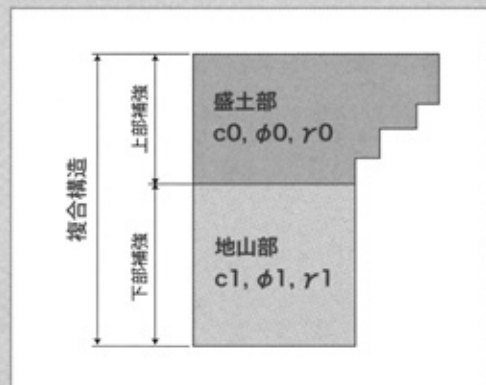 複合構造
上部補強
下部補強
盛土部
c0, φ0, γ0
地山部
c1, φ1, γ1